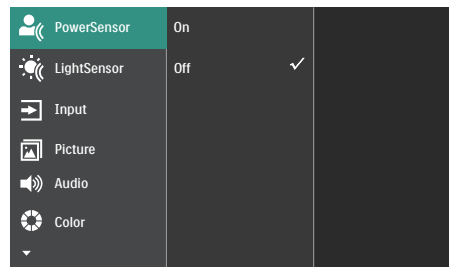 PowerSensor
On
LightSensor
Off
Input
Picture
Audio
Color